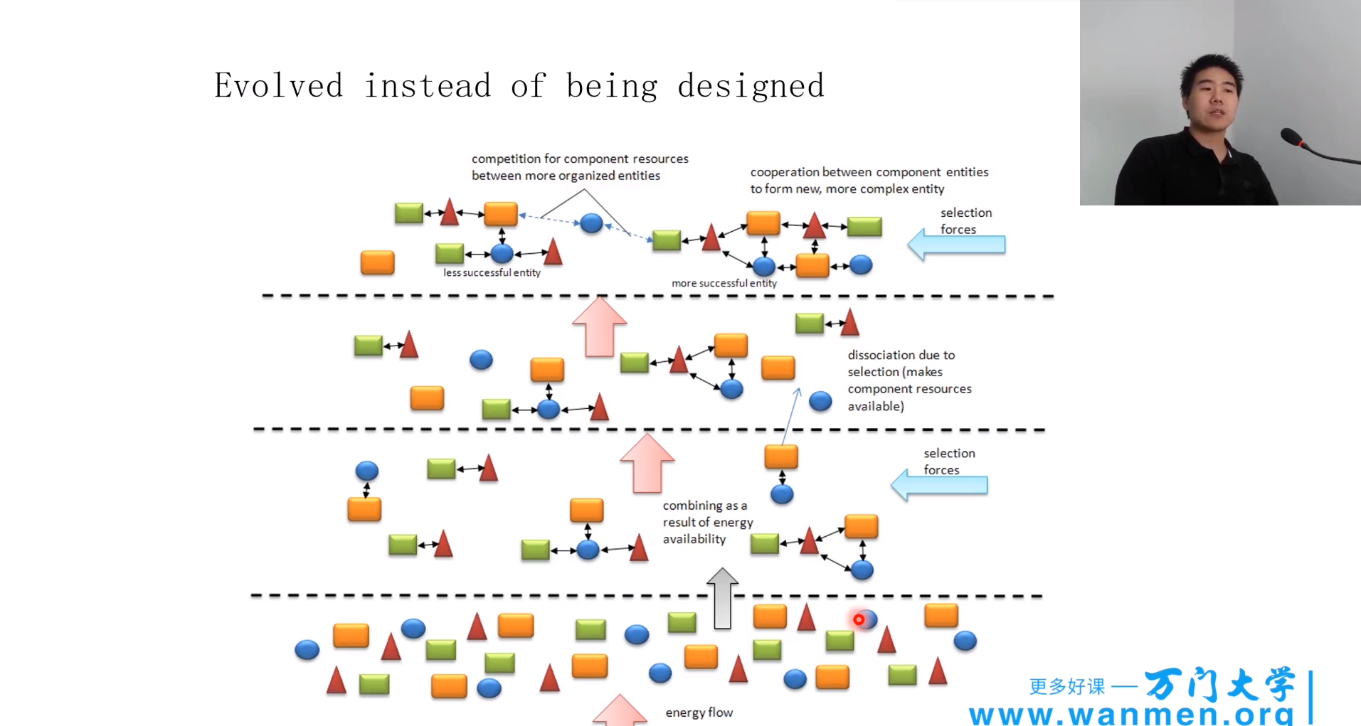 Evolved instead of being designed
competition for component resources
between more organized entities
cooperation between component entities
to form new, more complex entity
selection
forces
less successful entity
more successful entity
dissociation due to
selection (makes
component resources
available)
selection
forces
combining as a
result of energy
availability
energy flow
更多好课 — 万门大学
www.wanmen.org